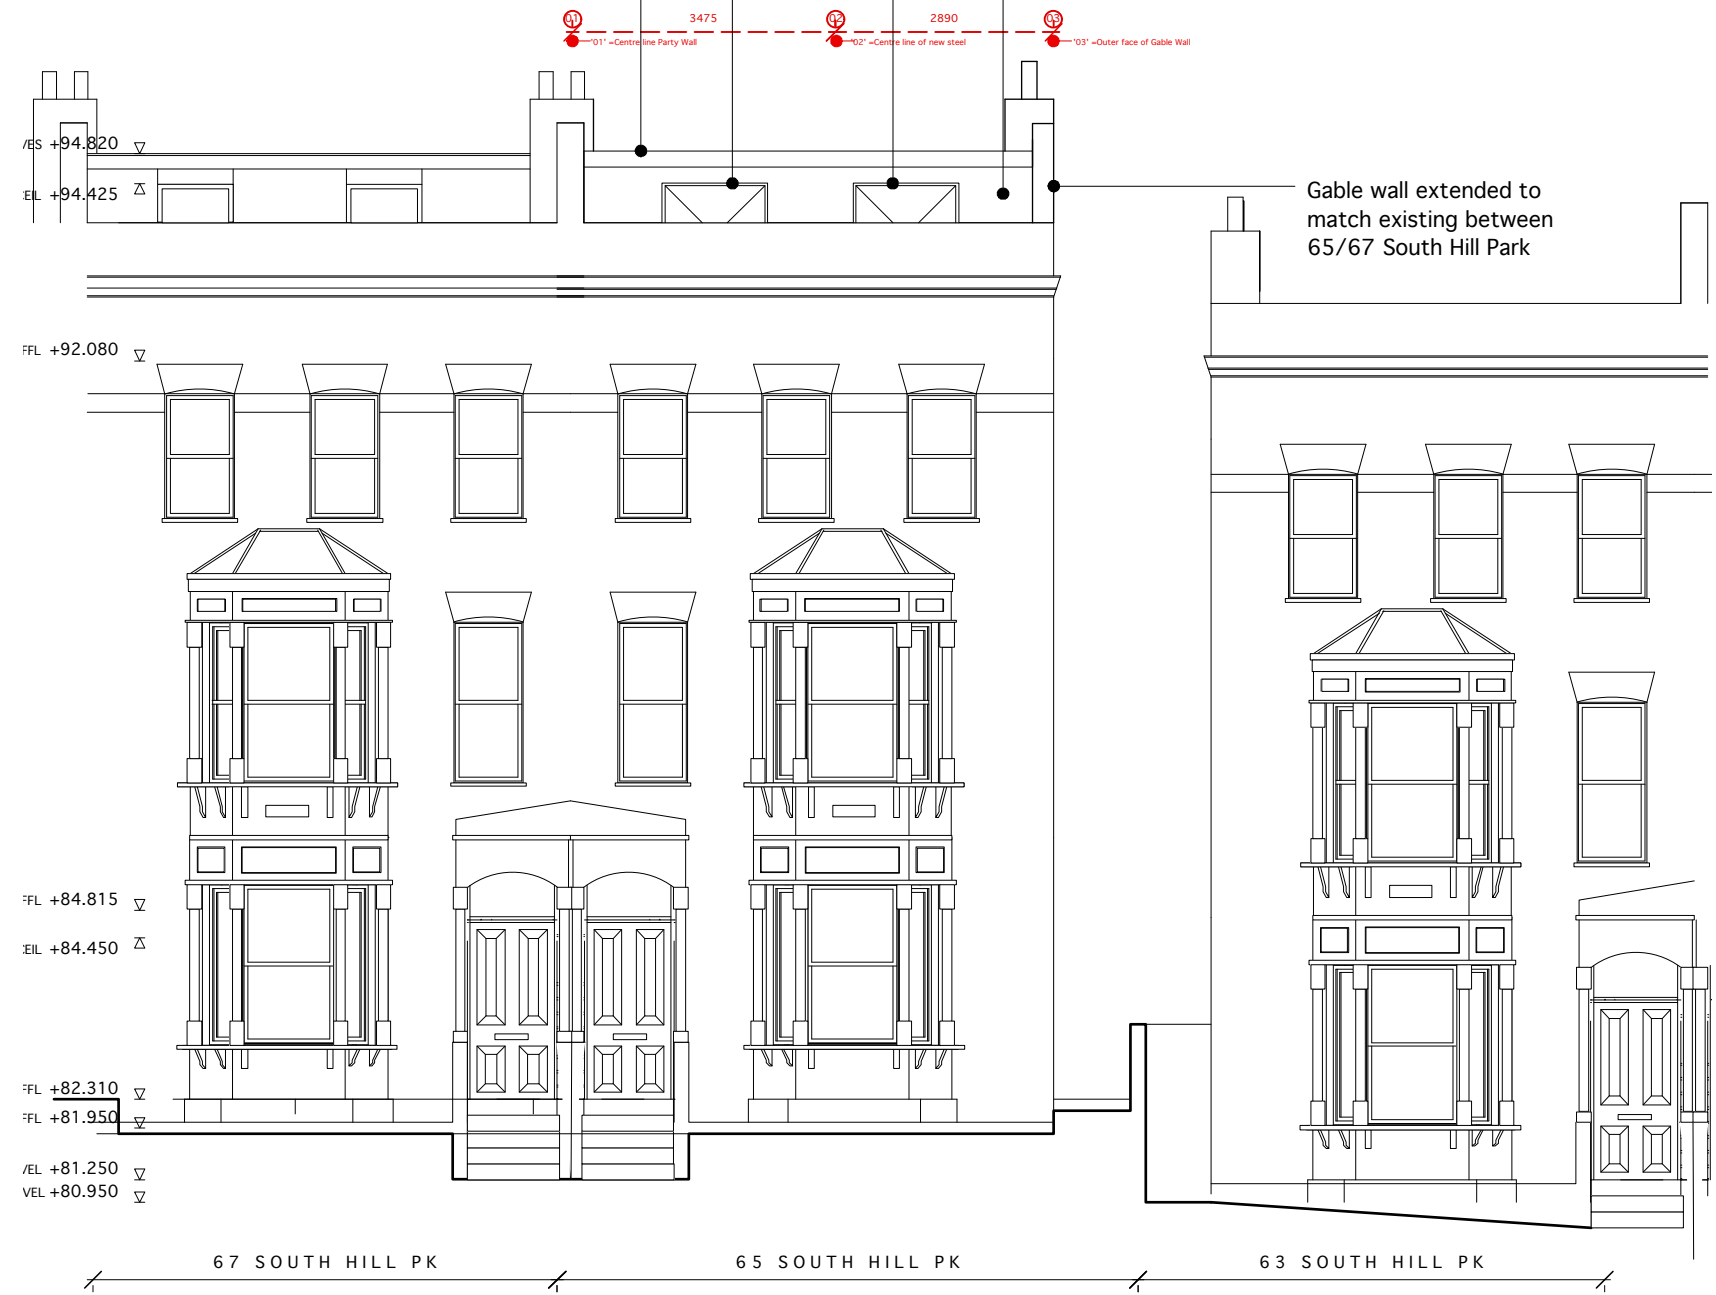 01 3475 02 2890 03
'01' =Centre line Party Wall '02' =Centre line of new steel '03' =Outer face of Gable Wall
+94.820
+94.425
Gable wall extended to
match existing between
65/67 South Hill Park
FFL +92.080
FFL +84.815
+84.450
FFL +82.310
FFL +81.950
VEL +81.250
VEL +80.950
67 SOUTH HILL PK 65 SOUTH HILL PK 63 SOUTH HILL PK